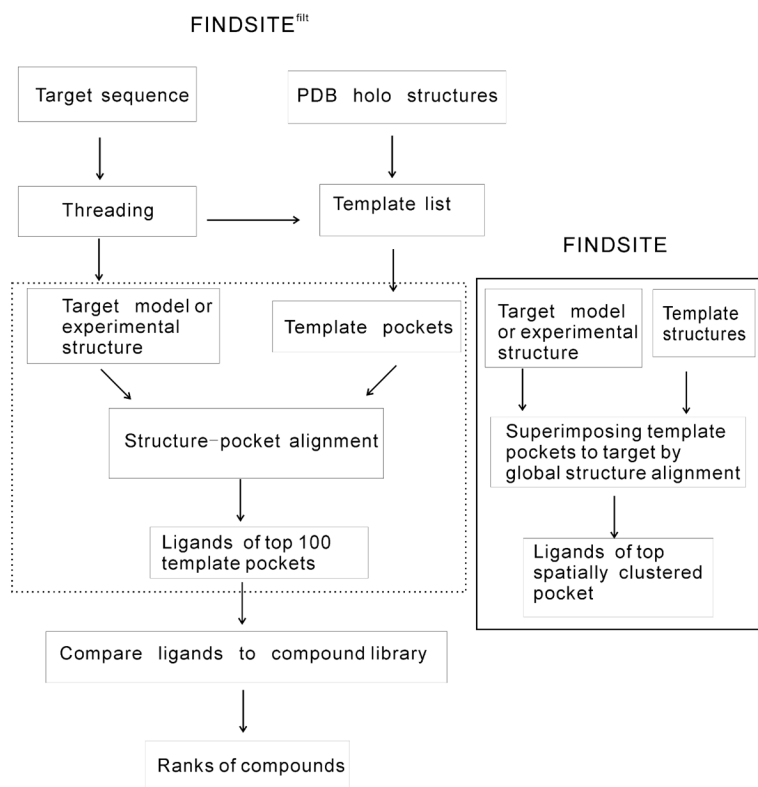 FINDSITE^filt
Target sequence
PDB holo structures
Threading
Template list
Target model or
experimental
structure
Template pockets
Structure-pocket alignment
Ligands of top 100
template pockets
Compare ligands to compound library
Ranks of compounds
FINDSITE
Target model
or experimental
structure
Template
structures
Superimposing template
pockets to target by
global structure alignment
Ligands of top
spatially clustered
pocket